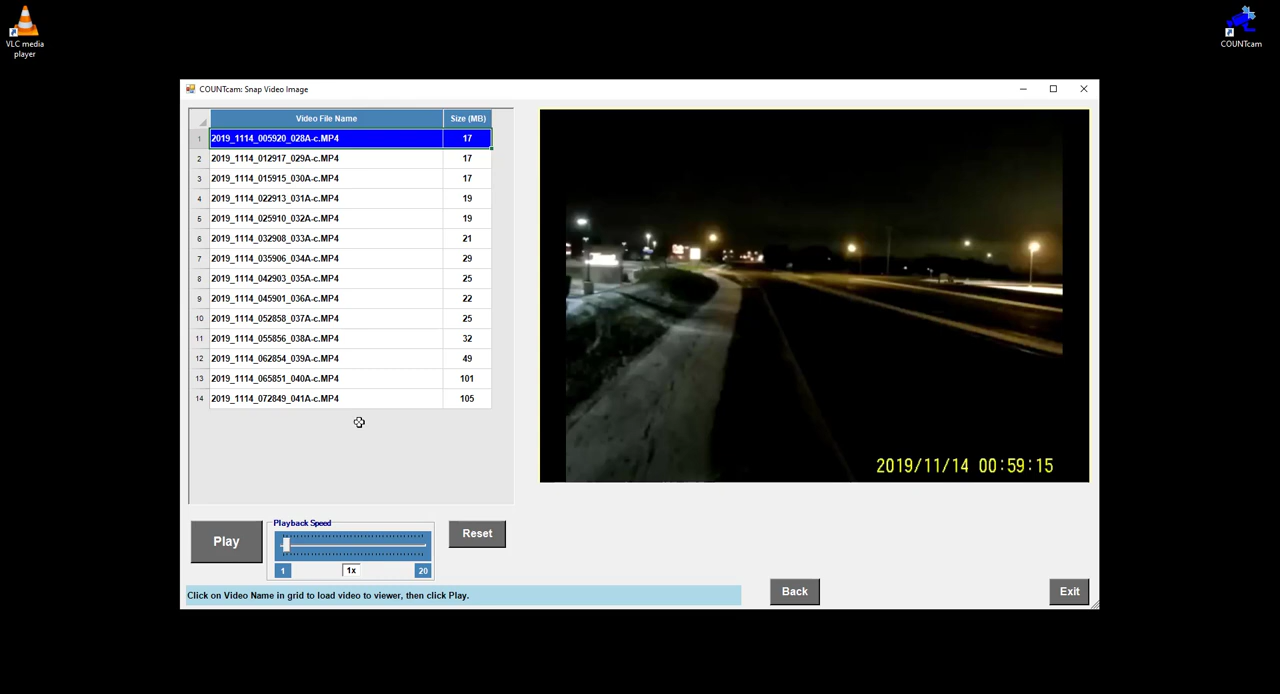 VLC media
player
COUNTcam
COUNTcam: Snap Video Image
Video File Name Size (MB)
1 2019_1114_005920_028A-c.MP4 17
2 2019_1114_012917_029A-c.MP4 17
3 2019_1114_015915_030A-c.MP4 17
4 2019_1114_022913_031A-c.MP4 19
5 2019_1114_025910_032A-c.MP4 19
6 2019_1114_032908_033A-c.MP4 21
7 2019_1114_035906_034A-c.MP4 29
8 2019_1114_042903_035A-c.MP4 25
9 2019_1114_045901_036A-c.MP4 22
10 2019_1114_052858_037A-c.MP4 25
11 2019_1114_055856_038A-c.MP4 32
12 2019_1114_062854_039A-c.MP4 49
13 2019_1114_065851_040A-c.MP4 101
14 2019_1114_072849_041A-c.MP4 105
2019/11/14 00:59:15
Play
Playback Speed
1 1x 20
Reset
Click on Video Name in grid to load video to viewer, then click Play.
Back
Exit